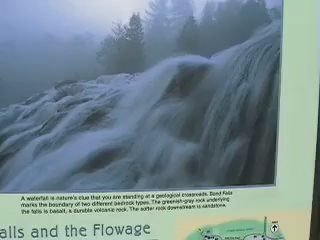 A waterfall is nature's clue that you are standing at a geological crossroads. Bond Falls
marks the boundary of two different bedrock types. The greenish-gray rock underlying
the falls is basalt, a durable volcanic rock. The softer rock downstream is sandstone.
alls and the Flowage